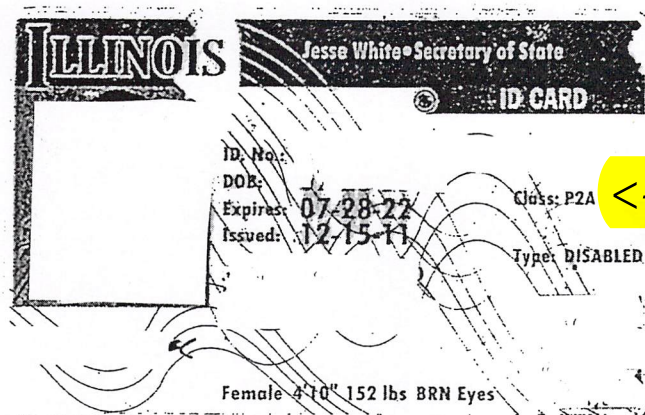 ILLINOIS
Jesse White•Secretary of State
ID CARD
ID. No.:
DOB:
Expires: 07-28-22
Issued: 12-15-11
Class: P2A
<-
Type: DISABLED
Female 4'10" 152 lbs BRN Eyes